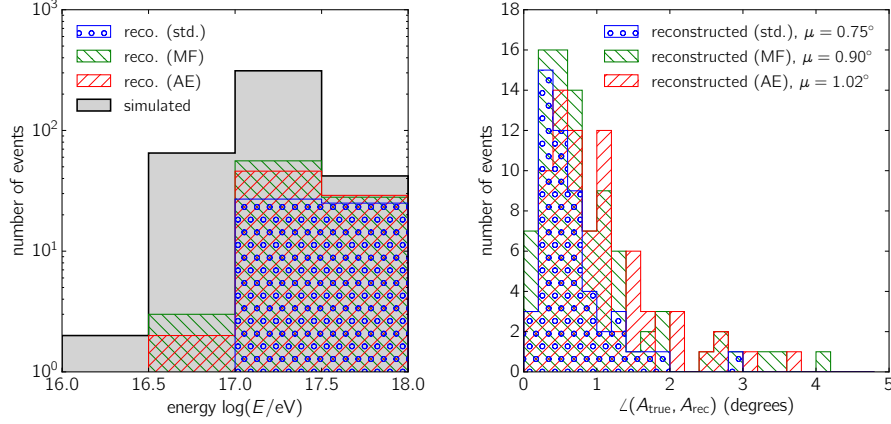 10³
10²
10¹
10⁰
number of events
reco. (std.)
reco. (MF)
reco. (AE)
simulated
16.0 16.5 17.0 17.5 18.0
energy log(E/eV)
18
16
14
12
10
8
6
4
2
0
number of events
reconstructed (std.), μ = 0.75°
reconstructed (MF), μ = 0.90°
reconstructed (AE), μ = 1.02°
0 1 2 3 4 5
∠(A_true, A_rec) (degrees)